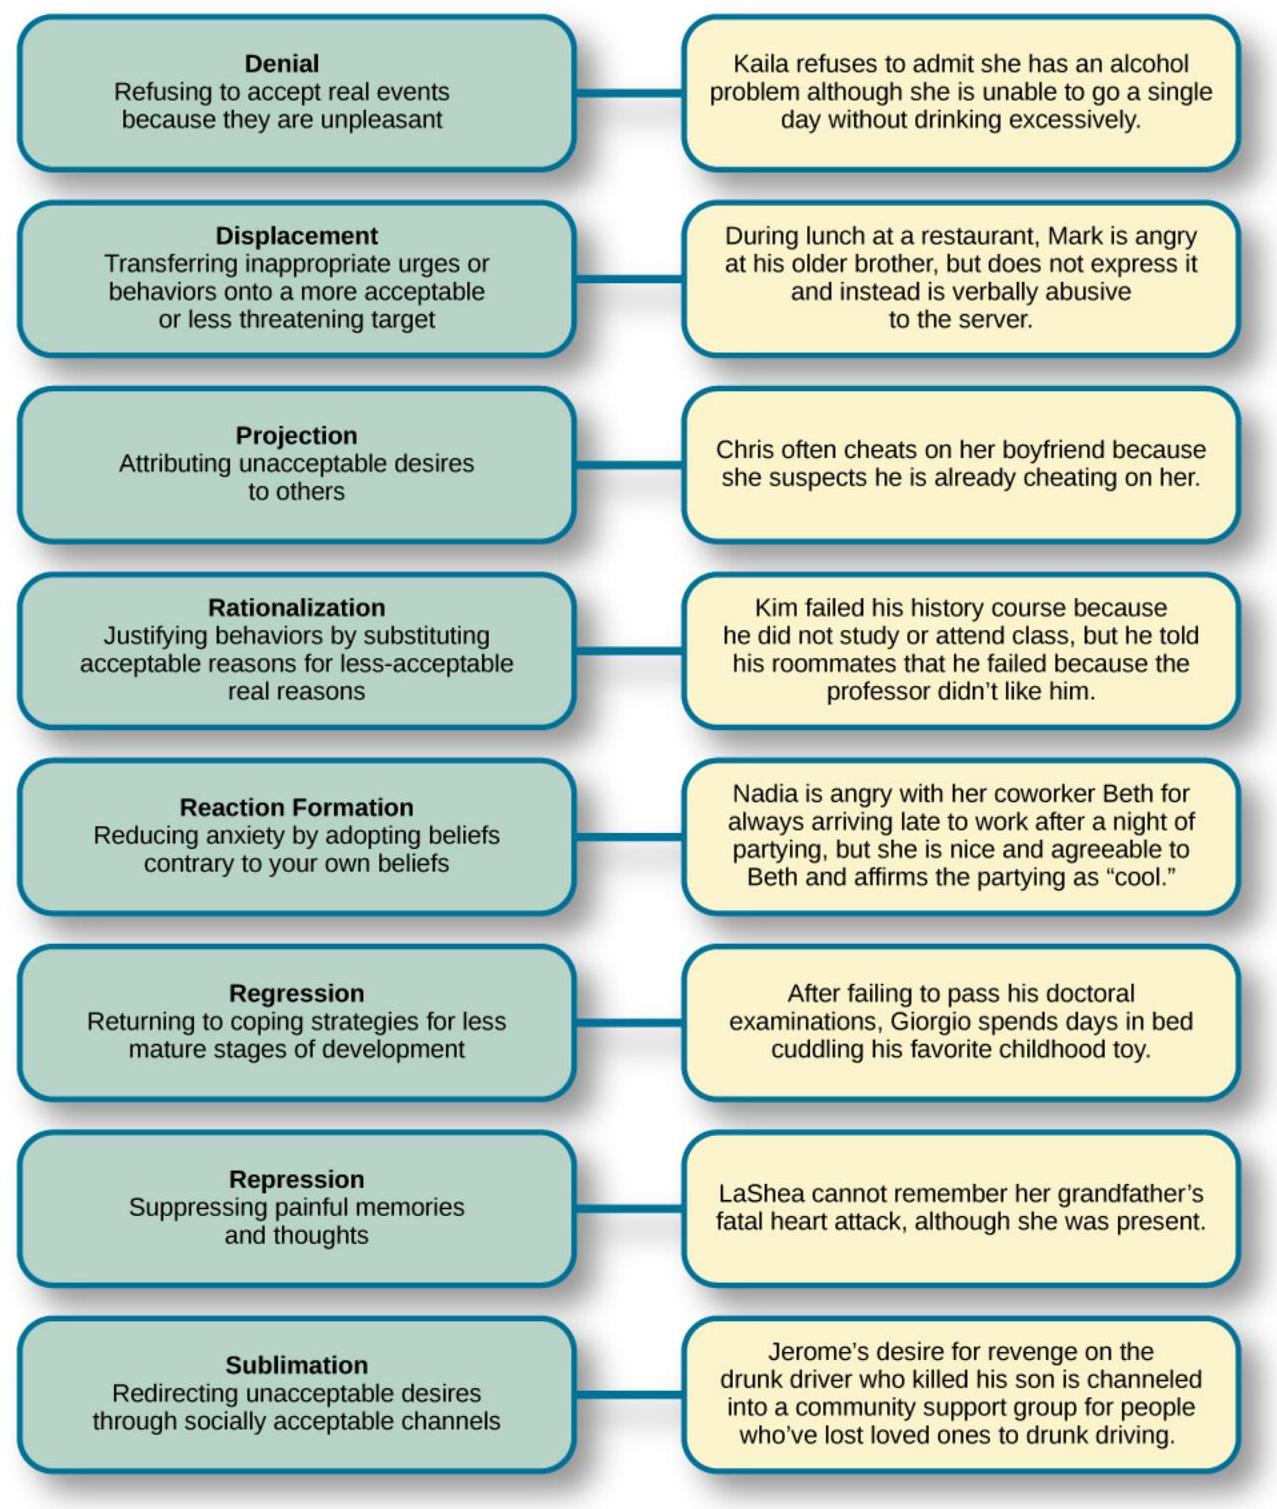 Denial
Refusing to accept real events
because they are unpleasant
Kaila refuses to admit she has an alcohol
problem although she is unable to go a single
day without drinking excessively.
Displacement
Transferring inappropriate urges or
behaviors onto a more acceptable
or less threatening target
During lunch at a restaurant, Mark is angry
at his older brother, but does not express it
and instead is verbally abusive
to the server.
Projection
Attributing unacceptable desires
to others
Chris often cheats on her boyfriend because
she suspects he is already cheating on her.
Rationalization
Justifying behaviors by substituting
acceptable reasons for less-acceptable
real reasons
Kim failed his history course because
he did not study or attend class, but he told
his roommates that he failed because the
professor didn’t like him.
Reaction Formation
Reducing anxiety by adopting beliefs
contrary to your own beliefs
Nadia is angry with her coworker Beth for
always arriving late to work after a night of
partying, but she is nice and agreeable to
Beth and affirms the partying as “cool.”
Regression
Returning to coping strategies for less
mature stages of development
After failing to pass his doctoral
examinations, Giorgio spends days in bed
cuddling his favorite childhood toy.
Repression
Suppressing painful memories
and thoughts
LaShea cannot remember her grandfather’s
fatal heart attack, although she was present.
Sublimation
Redirecting unacceptable desires
through socially acceptable channels
Jerome’s desire for revenge on the
drunk driver who killed his son is channeled
into a community support group for people
who’ve lost loved ones to drunk driving.